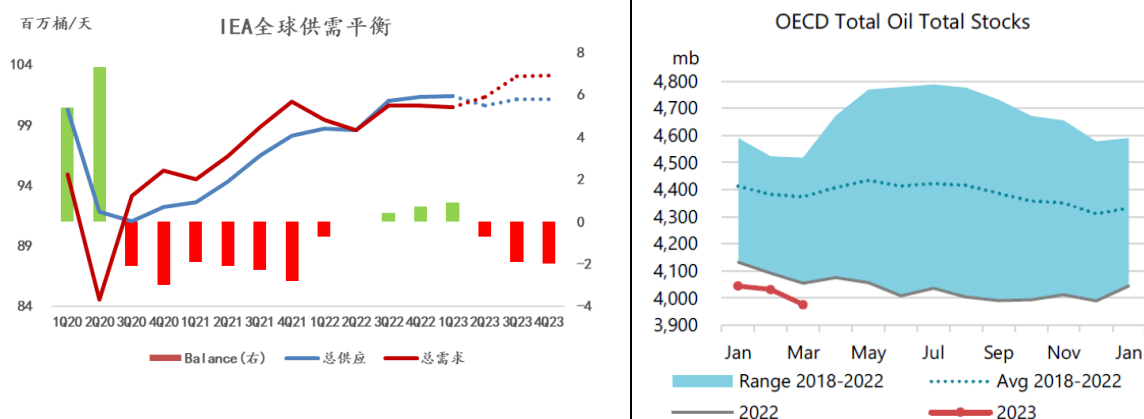 百万桶/天
IEA全球供需平衡
104
99
94
89
84
8
6
4
2
0
-2
-4
1Q20 2Q20 3Q20 4Q20 1Q21 2Q21 3Q21 4Q21 1Q22 2Q22 3Q22 4Q22 1Q23 2Q23 3Q23 4Q23
Balance(右) 总供应 总需求
OECD Total Oil Total Stocks
mb
4,800
4,700
4,600
4,500
4,400
4,300
4,200
4,100
4,000
3,900
Jan Mar May Jul Sep Nov Jan
Range 2018-2022 Avg 2018-2022
2022 2023